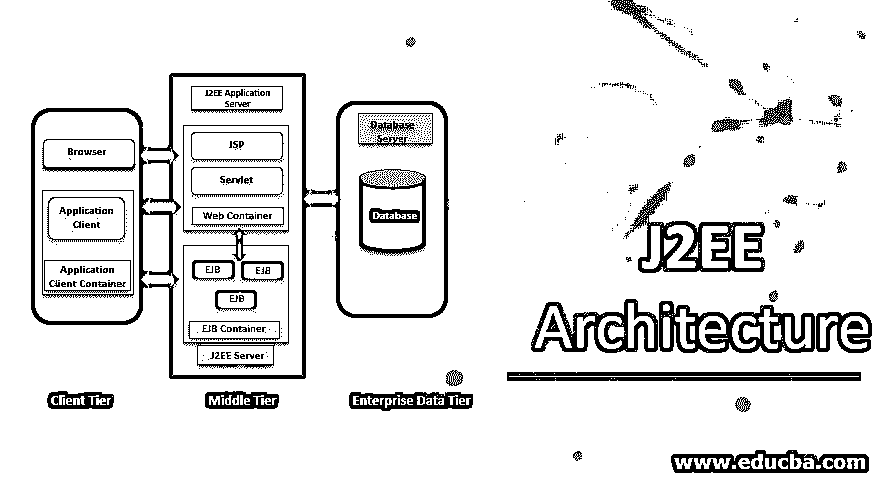 Browser
Application
Client
Application
Client Container
Client Tier
J2EE Application
Server
JSP
Servlet
Web Container
EJB
EJB
EJB
EJB Container
J2EE Server
Middle Tier
Database
Server
Database
Enterprise Data Tier
J2EE
Architecture
www.educba.com